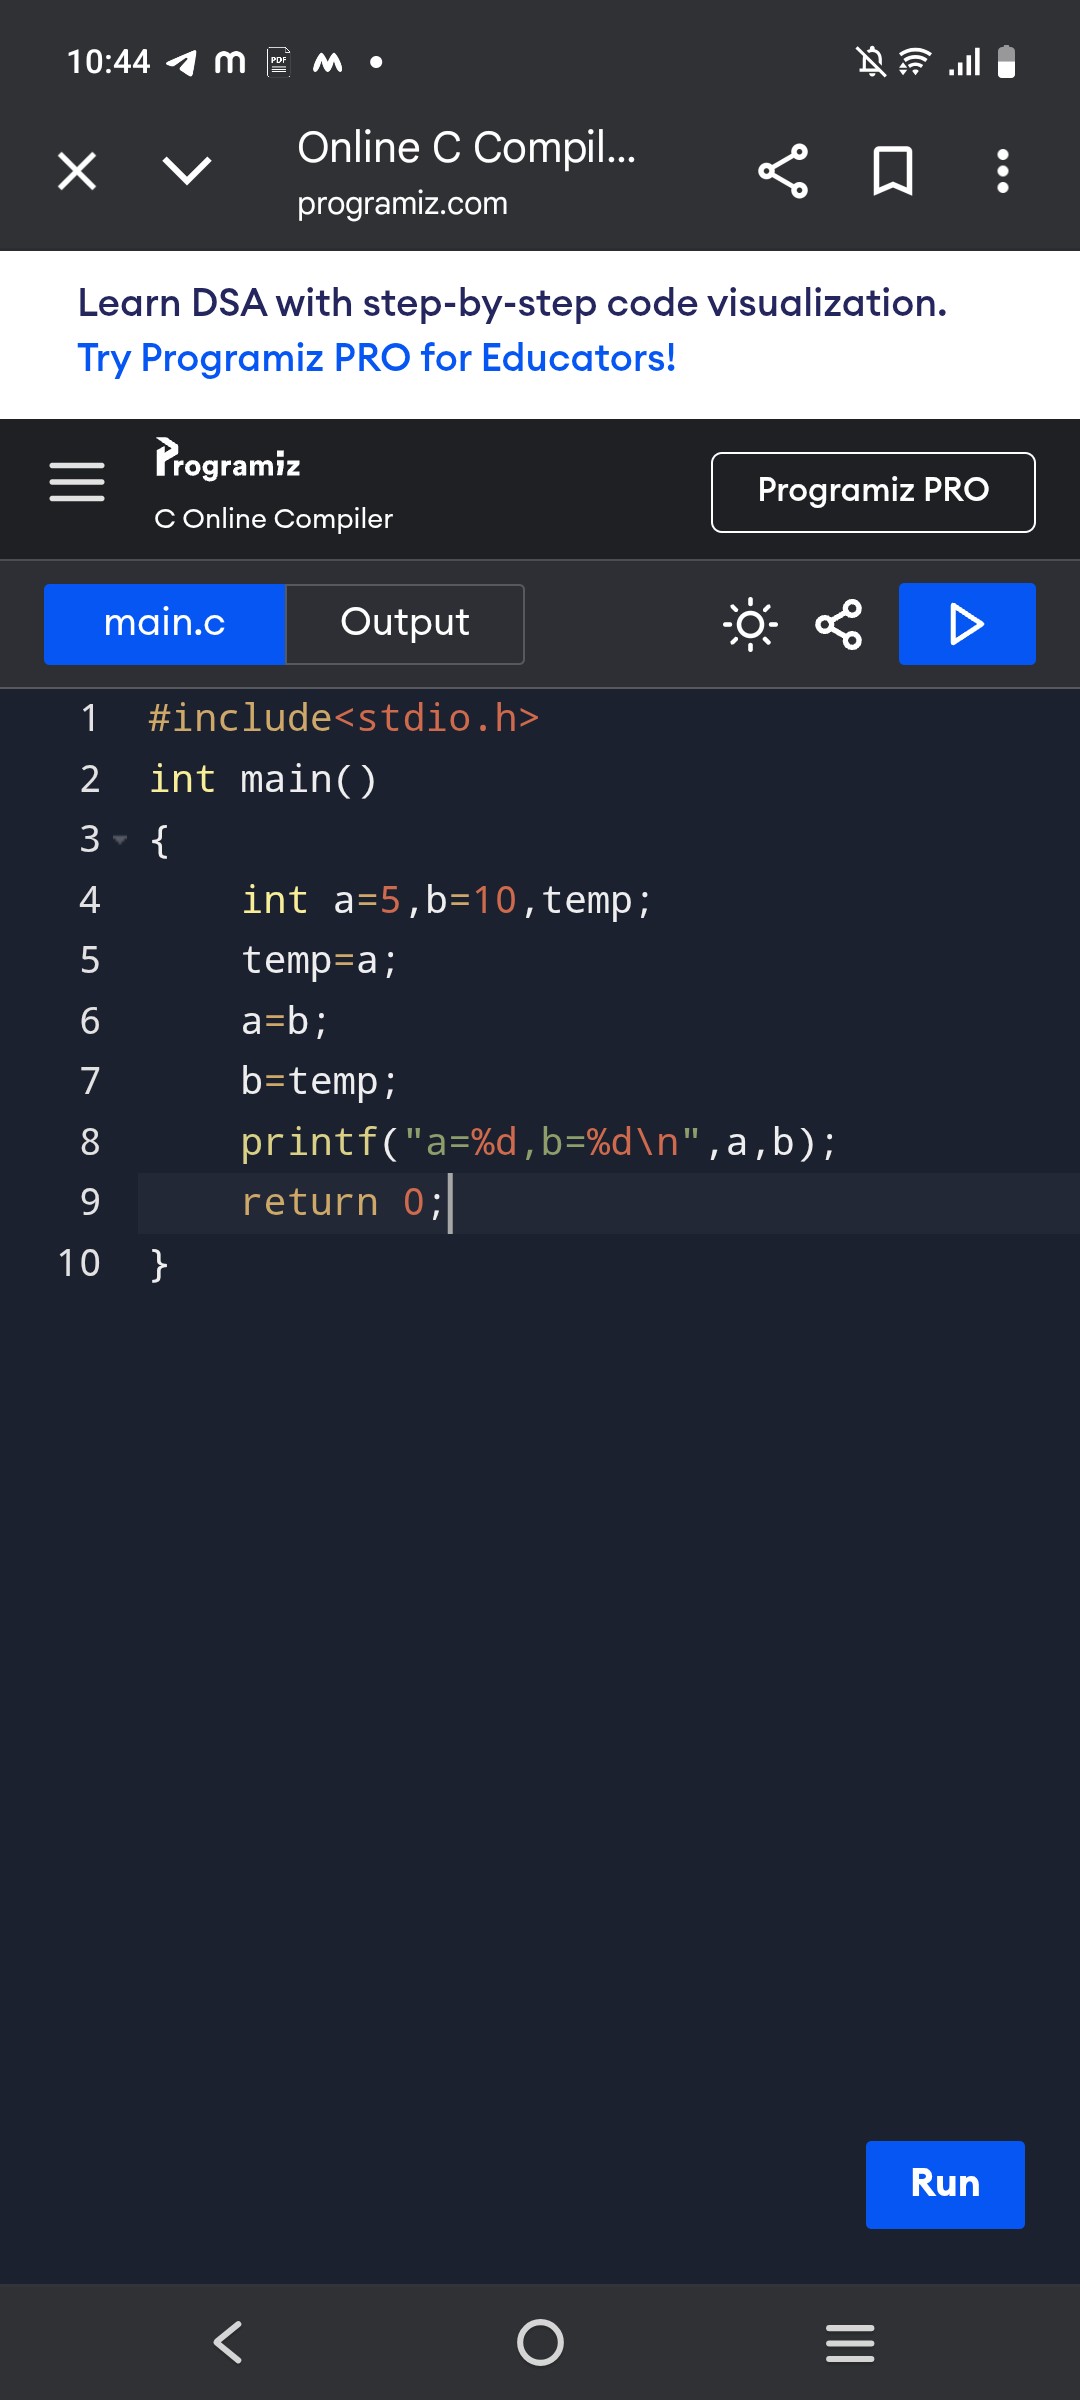 10:44
PDF
Online C Compil...
programiz.com
Learn DSA with step-by-step code visualization.
Try Programiz PRO for Educators!
Programiz
C Online Compiler
Programiz PRO
main.c
Output
1 #include<stdio.h>
2 int main()
3 {
4     int a=5,b=10,temp;
5     temp=a;
6     a=b;
7     b=temp;
8     printf("a=%d,b=%d\n",a,b);
9     return 0;
10 }
Run